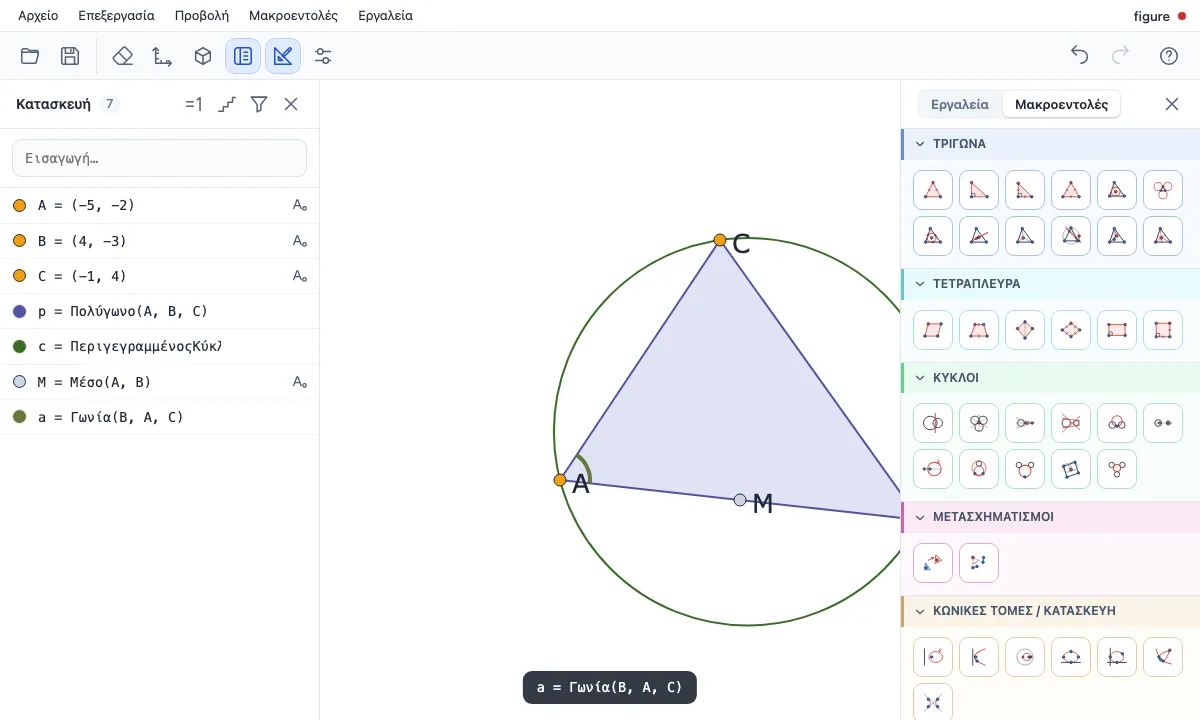 Αρχείο Επεξεργασία Προβολή Μακροεντολές Εργαλεία figure
Κατασκευή 7
Εισαγωγή…
A = (−5, −2)
B = (4, −3)
C = (−1, 4)
p = Πολύγωνο(A, B, C)
c = ΠεριγεγραμμένοςΚύκλ
M = Μέσο(A, B)
a = Γωνία(B, A, C)
C
A
M
a = Γωνία(B, A, C)
Εργαλεία Μακροεντολές
ΤΡΙΓΩΝΑ
ΤΕΤΡΑΠΛΕΥΡΑ
ΚΥΚΛΟΙ
ΜΕΤΑΣΧΗΜΑΤΙΣΜΟΙ
ΚΩΝΙΚΕΣ ΤΟΜΕΣ / ΚΑΤΑΣΚΕΥΗ